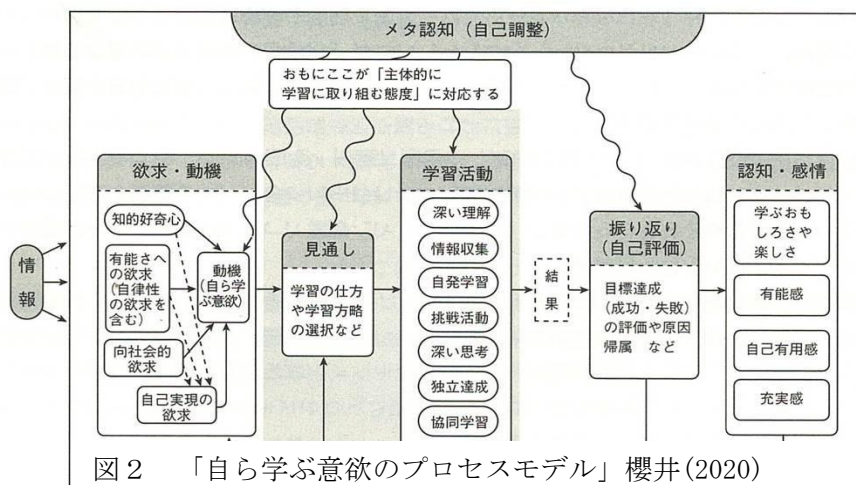 メタ認知（自己調整）
おもにここが「主体的に
学習に取り組む態度」に対応する
情報
欲求・動機
知的好奇心
有能さへ
の欲求
（自律性
の欲求を
含む）
向社会的
欲求
自己実現の
欲求
動機
（自ら学
ぶ意欲）
見通し
学習の仕方
や学習方略
の選択など
学習活動
深い理解
情報収集
自発学習
挑戦活動
深い思考
独立達成
協同学習
結果
振り返り
（自己評価）
目標達成
（成功・失敗）
の評価や原因
帰属　など
認知・感情
学ぶおも
しろさや
楽しさ
有能感
自己有用感
充実感
図２　「自ら学ぶ意欲のプロセスモデル」櫻井(2020)